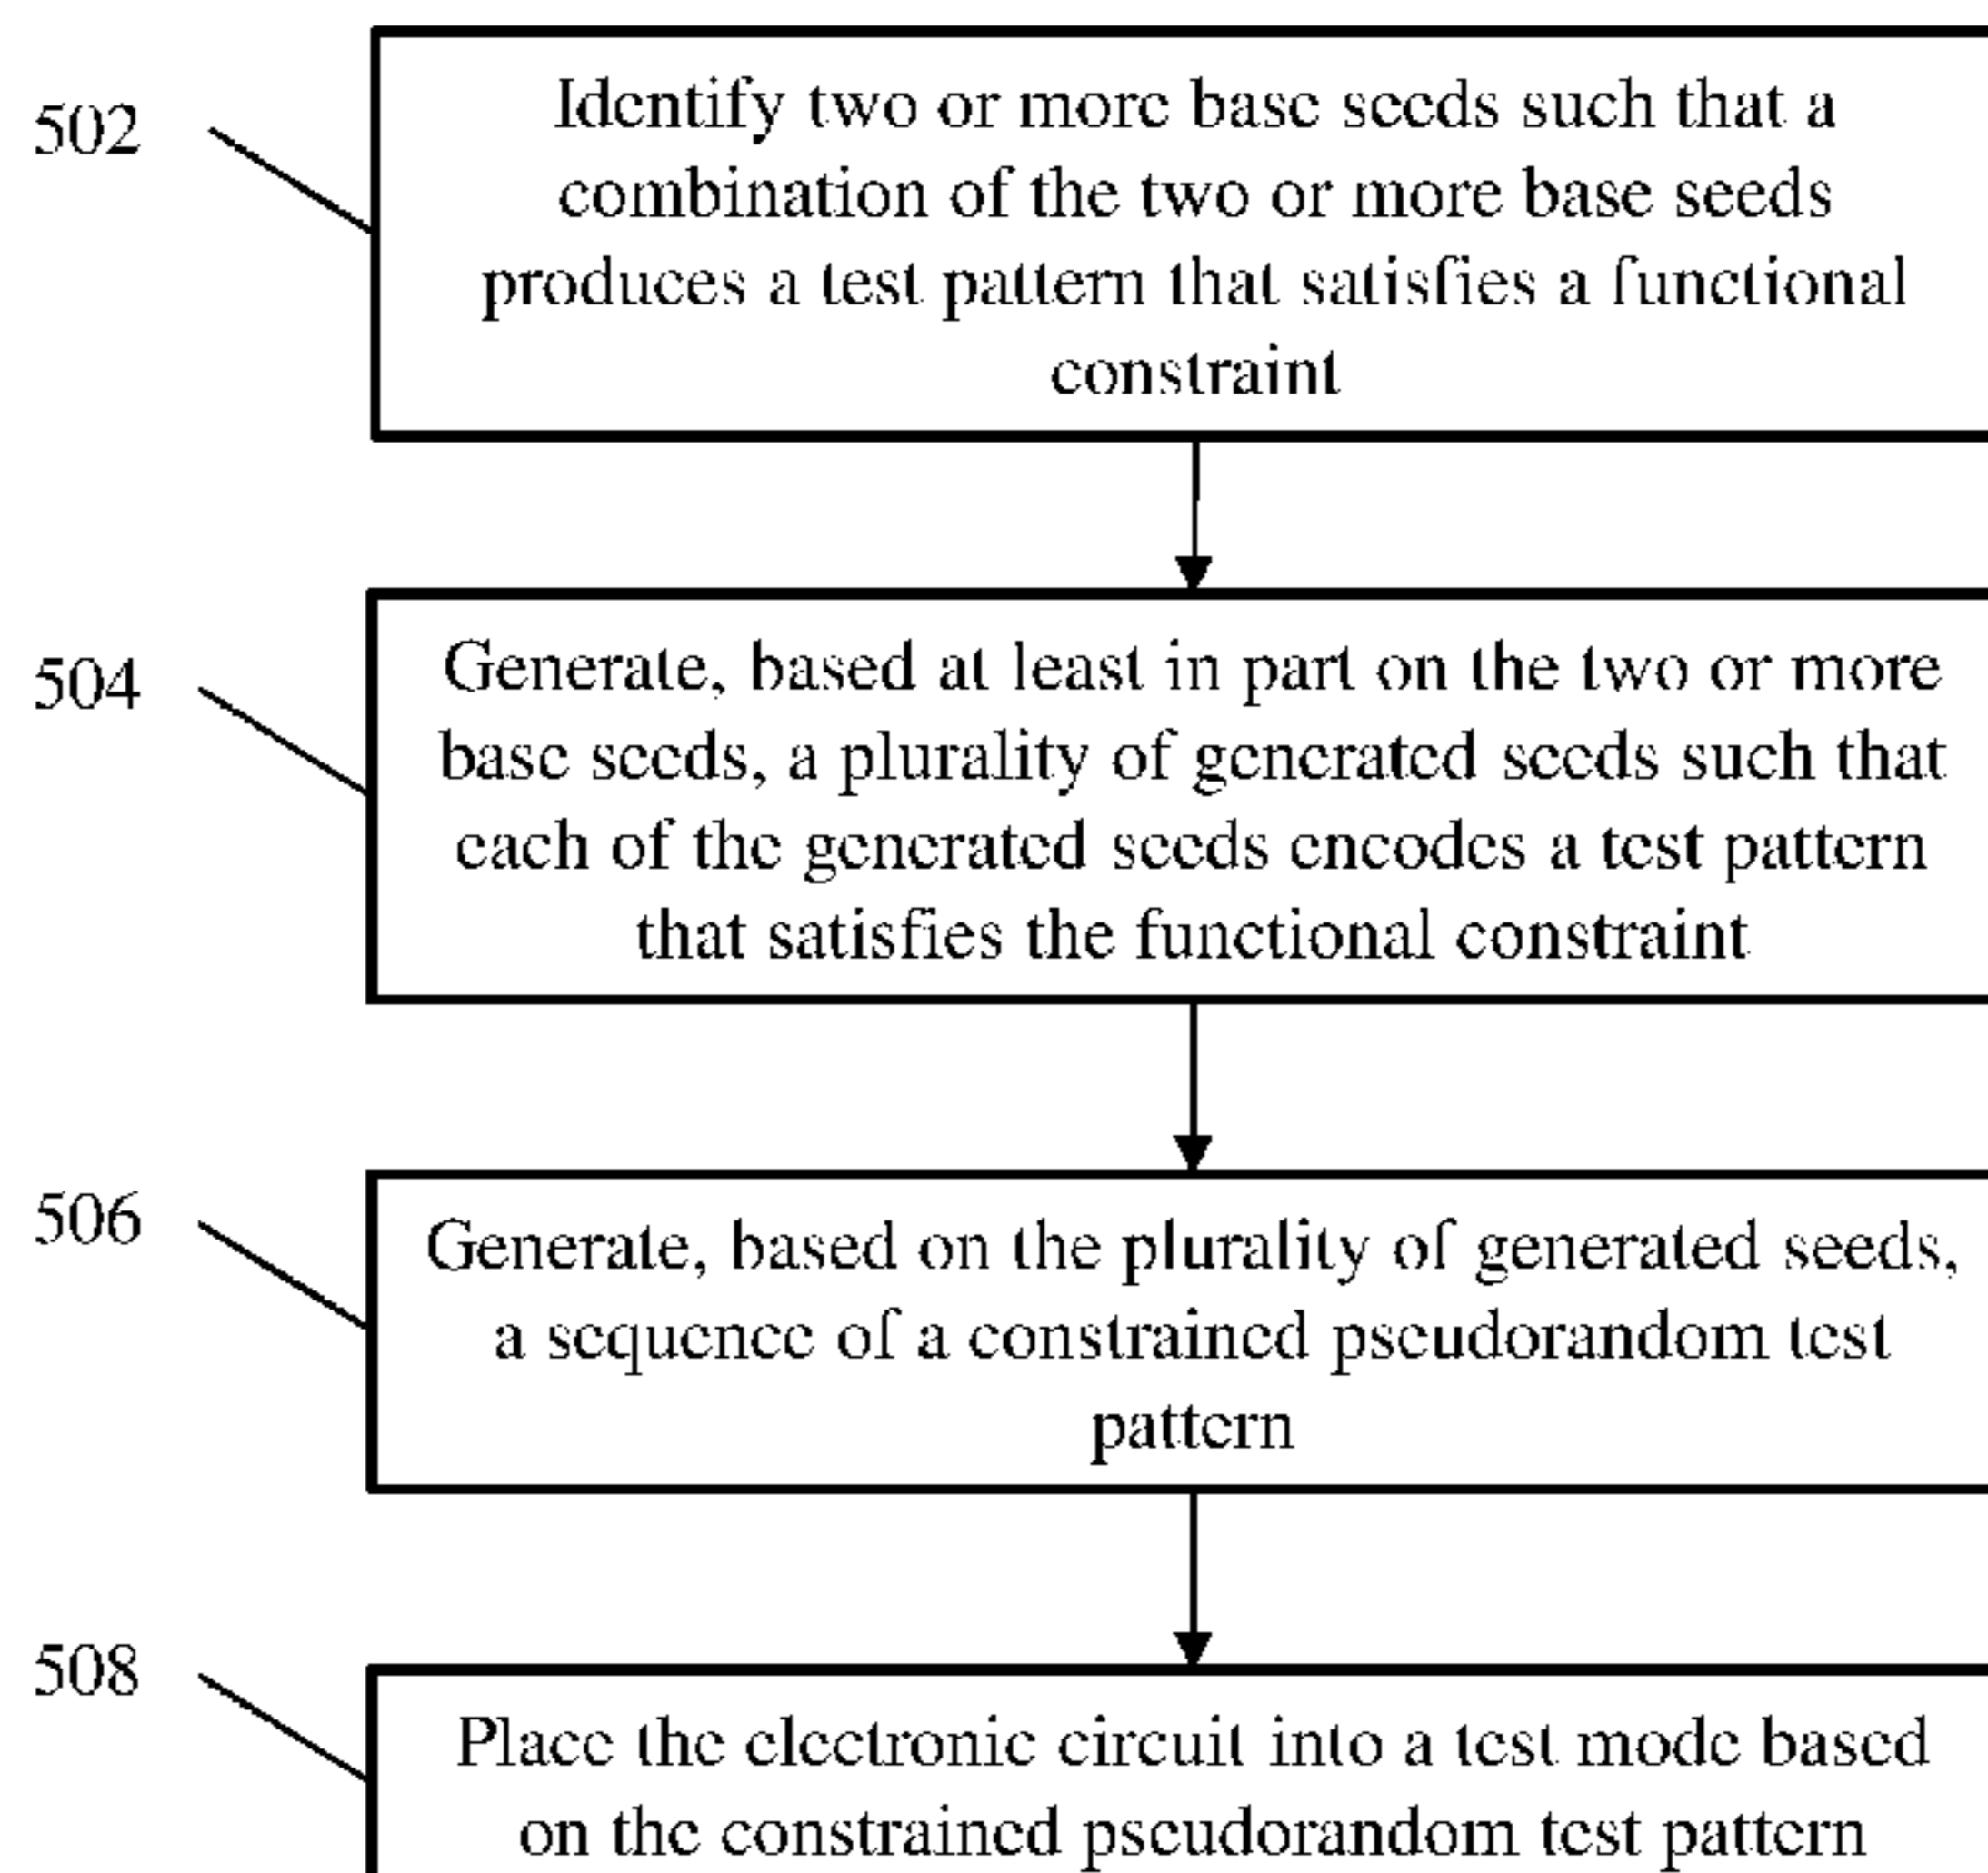 502
Identify two or more base seeds such that a
combination of the two or more base seeds
produces a test pattern that satisfies a functional
constraint
504
Generate, based at least in part on the two or more
base seeds, a plurality of generated seeds such that
each of the generated seeds encodes a test pattern
that satisfies the functional constraint
506
Generate, based on the plurality of generated seeds,
a sequence of a constrained pseudorandom test
pattern
508
Place the electronic circuit into a test mode based
on the constrained pseudorandom test pattern